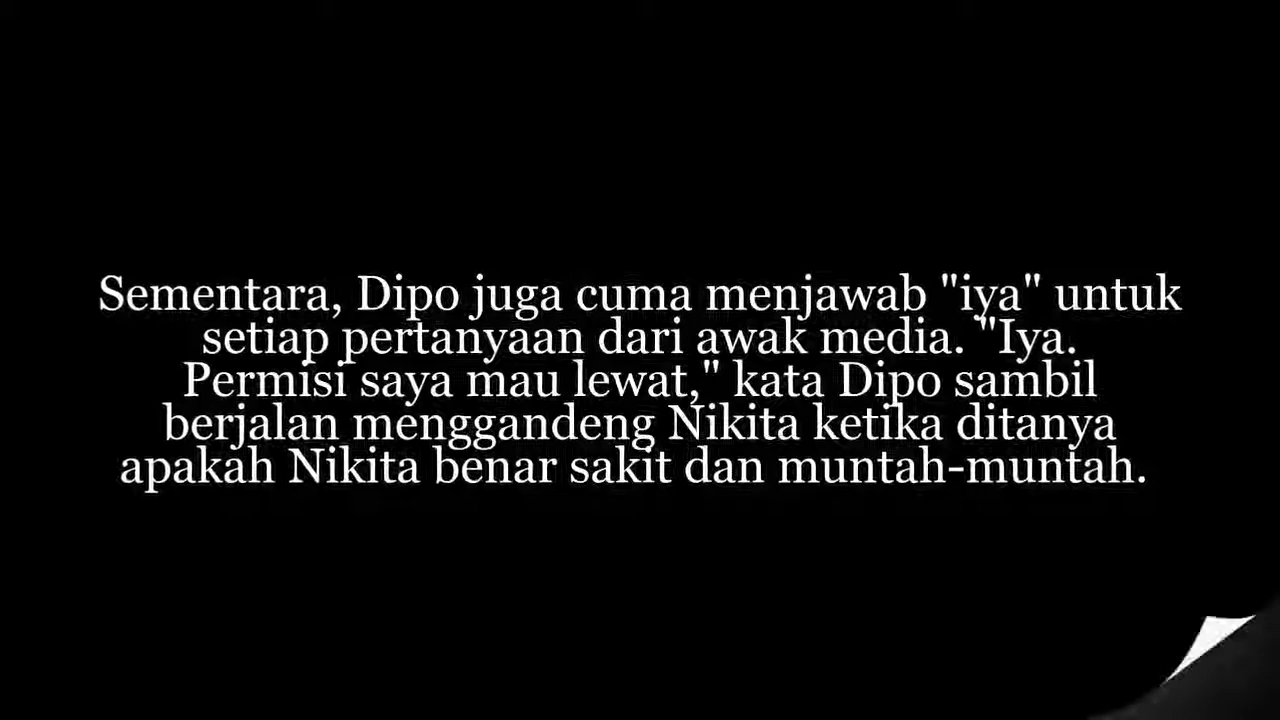 Sementara, Dipo juga cuma menjawab "iya" untuk
setiap pertanyaan dari awak media. "Iya.
Permisi saya mau lewat," kata Dipo sambil
berjalan menggandeng Nikita ketika ditanya
apakah Nikita benar sakit dan muntah-muntah.